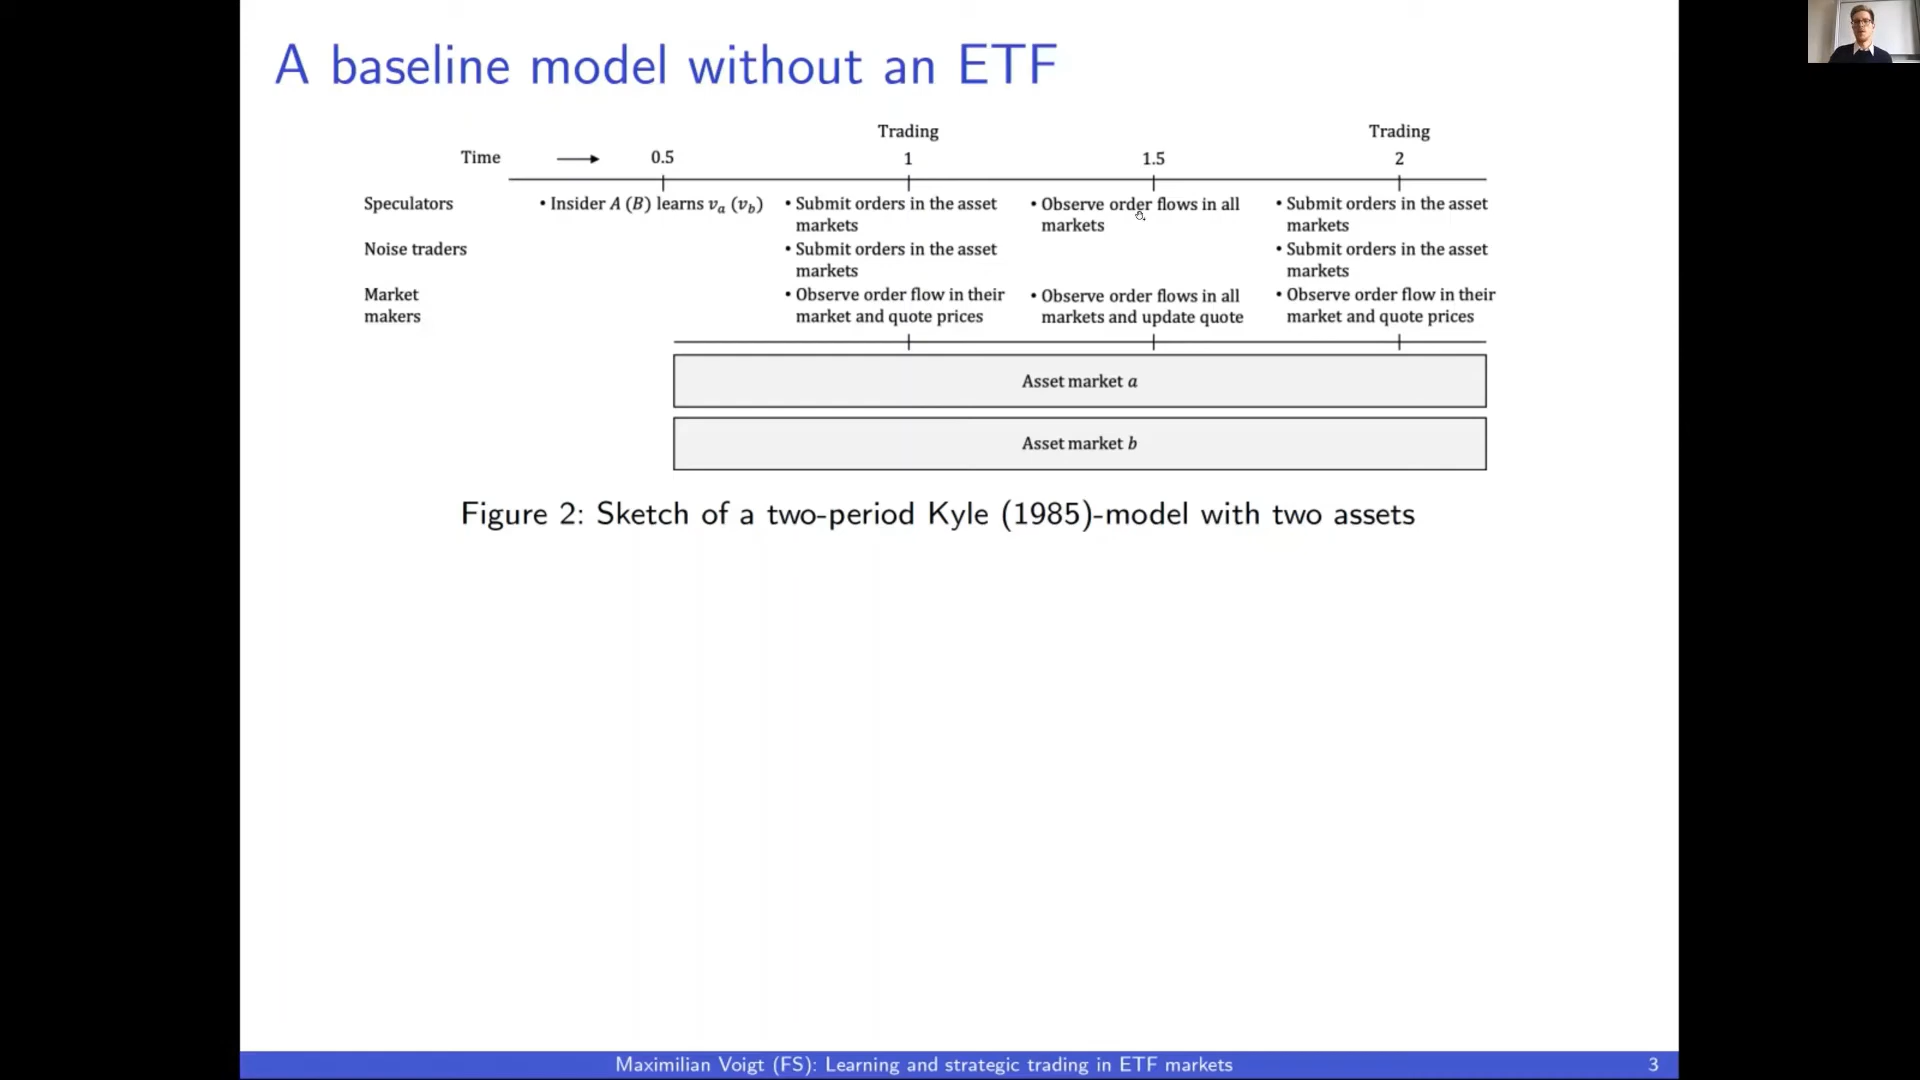 A baseline model without an ETF
Trading Trading
Time 0.5 1 1.5 2
Speculators • Insider A (B) learns vₐ (v_b) • Submit orders in the asset • Observe order flows in all • Submit orders in the asset
markets markets markets
Noise traders • Submit orders in the asset • Submit orders in the asset
markets markets
Market • Observe order flow in their • Observe order flows in all • Observe order flow in their
makers market and quote prices markets and update quote market and quote prices
Asset market a
Asset market b
Figure 2: Sketch of a two-period Kyle (1985)-model with two assets
Maximilian Voigt (FS): Learning and strategic trading in ETF markets 3